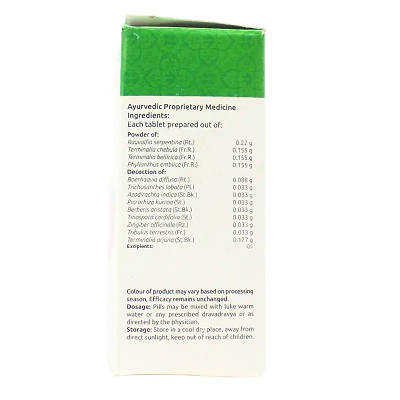 Ayurvedic Proprietary Medicine
Ingredients:
Each tablet prepared out of:
Powder of:
Rauvolfia serpentina (Rt.) 0.22 g
Terminalia chebula (Fr.R.) 0.155 g
Terminalia bellirica (Fr.R.) 0.155 g
Phyllanthus emblica (Fr.R.) 0.155 g
Decoction of:
Boerhaavia diffusa (Rt.) 0.088 g
Trichosanthes lobata (Pl.) 0.033 g
Azadirachta indica (St.Bk.) 0.033 g
Picrorhiza kurroa (St.) 0.033 g
Berberis aristata (St.Bk.) 0.033 g
Tinospora cordifolia (St.) 0.033 g
Zingiber officinale (Rz.) 0.033 g
Tribulus terrestris (Fr.) 0.033 g
Terminalia arjuna (St.Bk.) 0.177 g
Excipients: QS
Colour of product may vary based on processing
season, Efficacy remains unchanged.
Dosage: Pills may be mixed with luke warm
water or any prescribed dravadravya or as
directed by the physician.
Storage: Store in a cool dry place, away from
direct sunlight, keep out of reach of children.